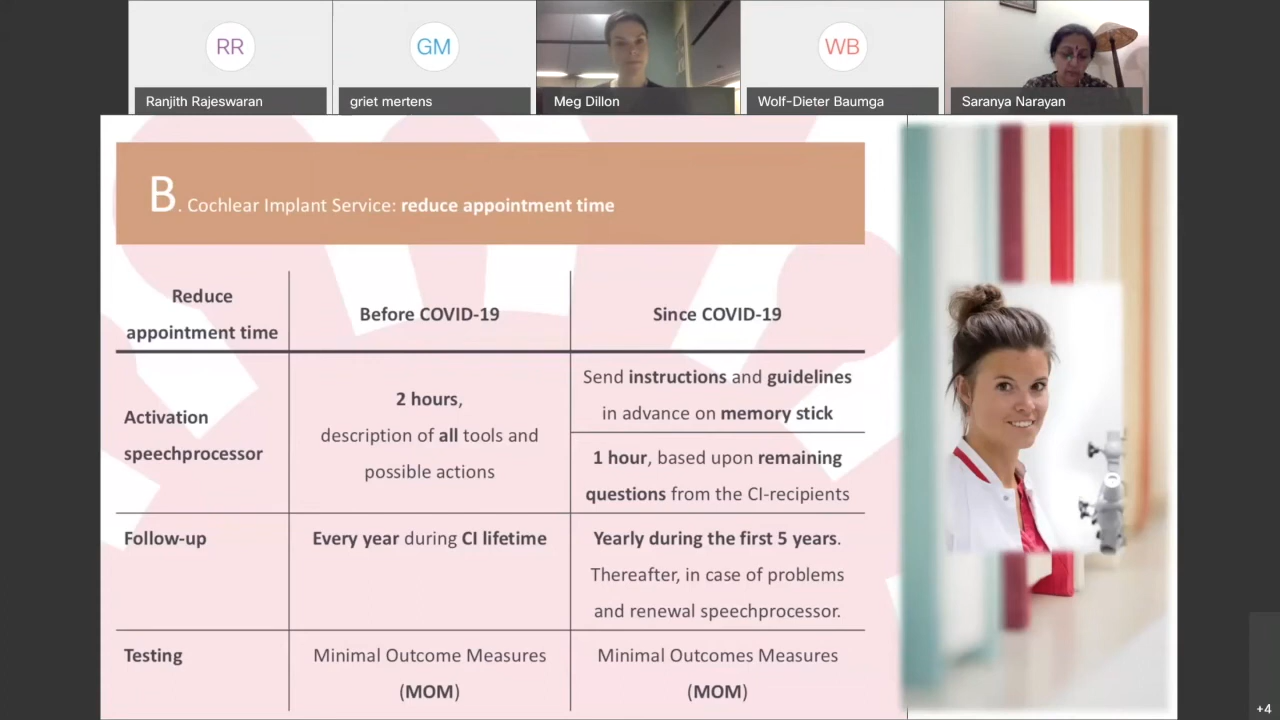 RR
GM
WB
Ranjith Rajeswaran
griet mertens
Meg Dillon
Wolf-Dieter Baumga
Saranya Narayan
B. Cochlear Implant Service: reduce appointment time
Reduce
appointment time
Before COVID-19
Since COVID-19
Activation
speechprocessor
2 hours,
description of all tools and
possible actions
Send instructions and guidelines
in advance on memory stick
1 hour, based upon remaining
questions from the CI-recipients
Follow-up
Every year during CI lifetime
Yearly during the first 5 years.
Thereafter, in case of problems
and renewal speechprocessor.
Testing
Minimal Outcome Measures
(MOM)
Minimal Outcomes Measures
(MOM)
+4